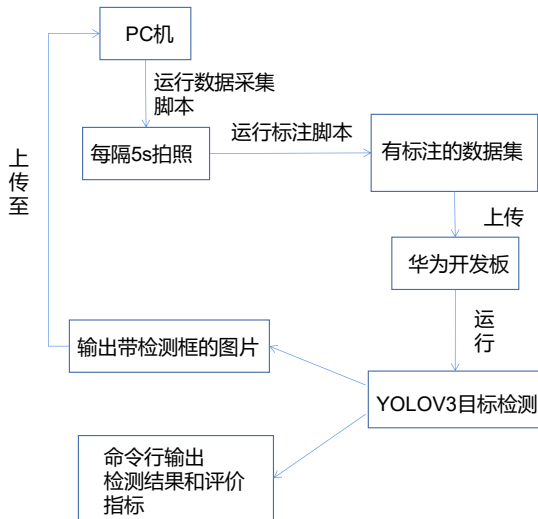 PC机
运行数据采集
脚本
每隔5s拍照
运行标注脚本
有标注的数据集
上传
华为开发板
运
行
YOLOV3目标检测
输出带检测框的图片
上
传
至
命令行输出
检测结果和评价
指标